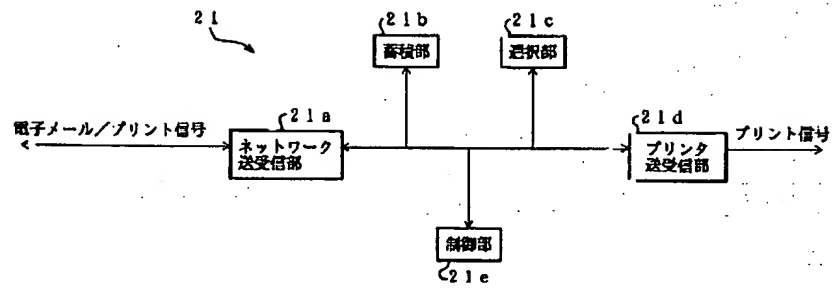 21
21b
蓄積部
21c
選択部
電子メール/プリント信号
21a
ネットワーク
送受信部
21d
プリンタ
送受信部
プリント信号
制御部
21e